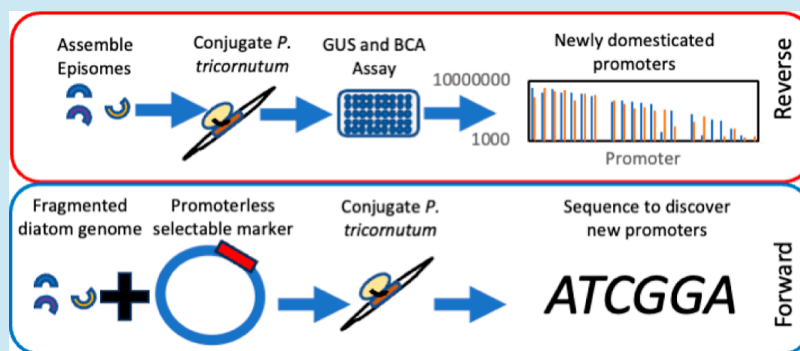 Assemble
Episomes
Conjugate P.
tricornutum
GUS and BCA
Assay
Newly domesticated
promoters
10000000
1000
Promoter
Reverse
Fragmented
diatom genome
Promoterless
selectable marker
Conjugate P.
tricornutum
Sequence to discover
new promoters
ATCGGA
Forward